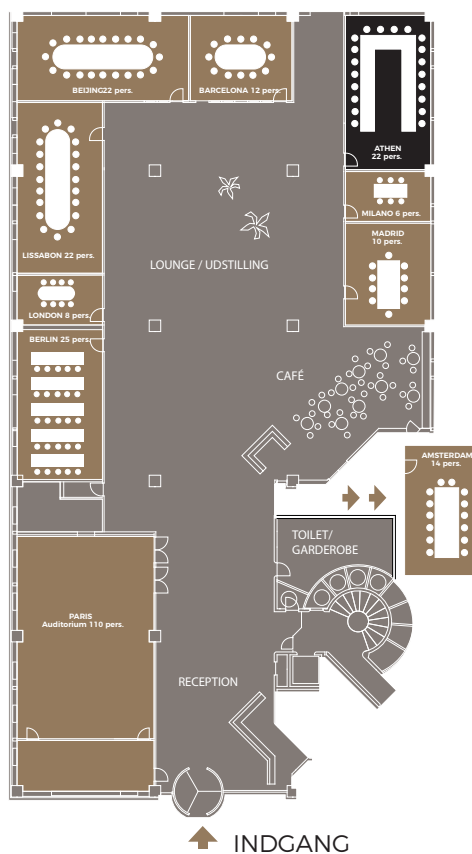 BEIJING22 pers.
BARCELONA 12 pers.
ATHEN
22 pers.
MILANO 6 pers.
MADRID
10 pers.
LISSABON 22 pers.
LOUNGE / UDSTILLING
LONDON 8 pers.
BERLIN 25 pers.
CAFÉ
AMSTERDAM
14 pers.
TOILET/
GARDEROBE
PARIS
Auditorium 110 pers.
RECEPTION
INDGANG